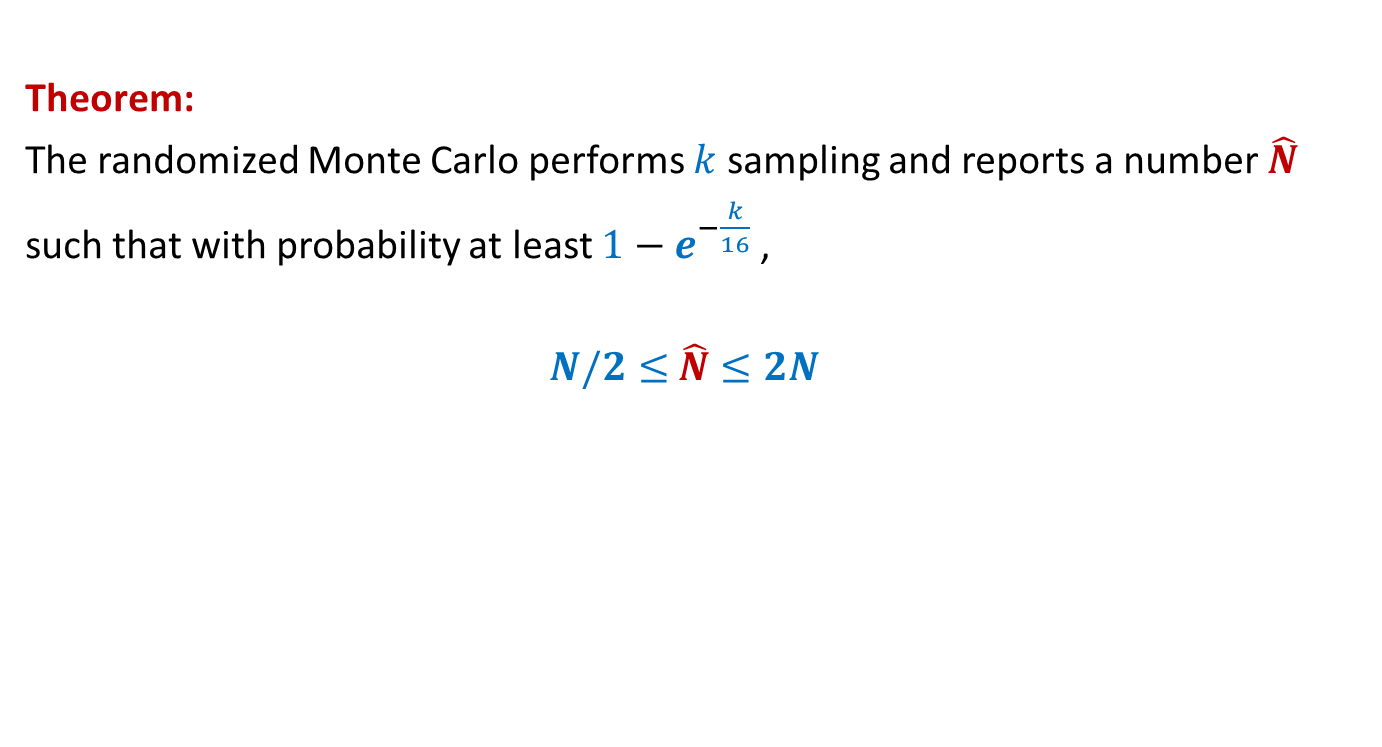 Theorem:
The randomized Monte Carlo performs k sampling and reports a number N̂
such that with probability at least 1 − e^{−k/16} ,
N/2 ≤ N̂ ≤ 2N